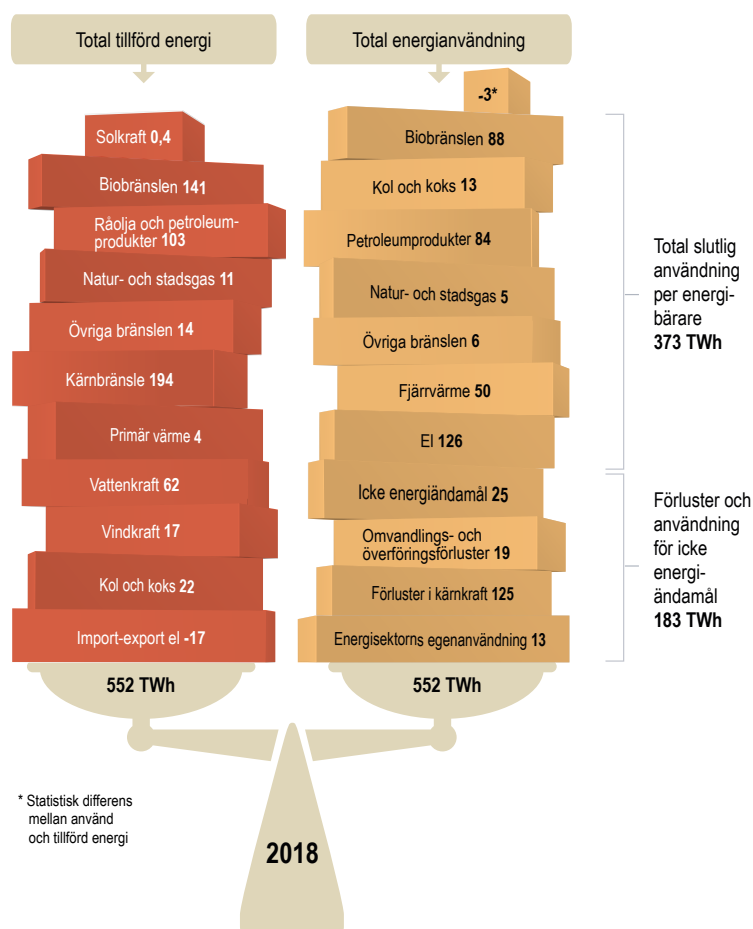 Total tillförd energi
Solkraft 0,4
Biobränslen 141
Råolja och petroleum-
produkter 103
Natur- och stadsgas 11
Övriga bränslen 14
Kärnbränsle 194
Primär värme 4
Vattenkraft 62
Vindkraft 17
Kol och koks 22
Import-export el -17
552 TWh
Total energianvändning
-3*
Biobränslen 88
Kol och koks 13
Petroleumprodukter 84
Natur- och stadsgas 5
Övriga bränslen 6
Fjärrvärme 50
El 126
Icke energiändamål 25
Omvandlings- och
överföringsförluster 19
Förluster i kärnkraft 125
Energisektorns egenanvändning 13
552 TWh
Total slutlig
användning
per energi-
bärare
373 TWh
Förluster och
användning
för icke
energi-
ändamål
183 TWh
* Statistisk differens
mellan använd
och tillförd energi
2018